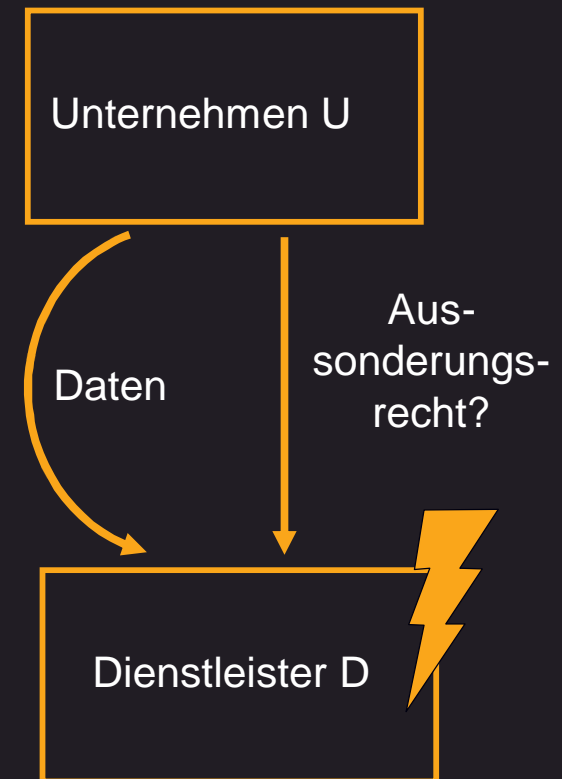 Unternehmen U
Aus-
sonderungs-
recht?
Daten
Dienstleister D